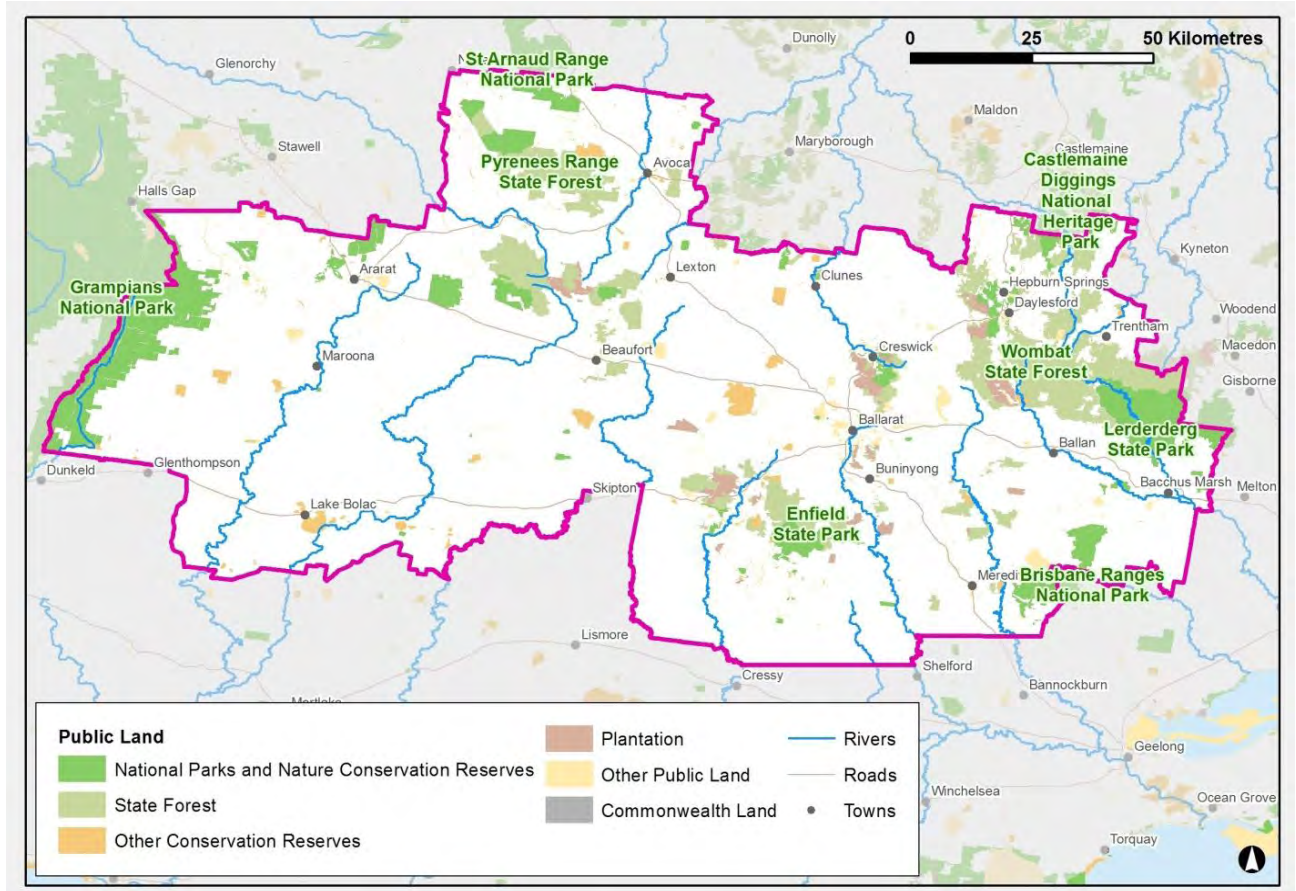 Dunolly
0 25 50 Kilometres
St Arnaud Range
National Park
Glenorchy
Maldon
Stawell
Maryborough
Castlemaine
Pyrenees Range
State Forest
Avoca
Castlemaine
Diggings
National
Heritage
Park
Halls Gap
Kyneton
Ararat
Lexton
Clunes
Hepburn Springs
Daylesford
Grampians
National Park
Woodend
Trentham
Maroona
Beaufort
Creswick
Wombat
State Forest
Macedon
Gisborne
Ballarat
Lerderderg
State Park
Ballan
Dunkeld
Glenthompson
Buninyong
Skipton
Bacchus Marsh
Melton
Lake Bolac
Enfield
State Park
Meredi
Brisbane Ranges
National Park
Lismore
Cressy
Shelford
Bannockburn
Geelong
Winchelsea
Ocean Grove
Torquay
Public Land
National Parks and Nature Conservation Reserves
State Forest
Other Conservation Reserves
Plantation
Other Public Land
Commonwealth Land
Rivers
Roads
Towns